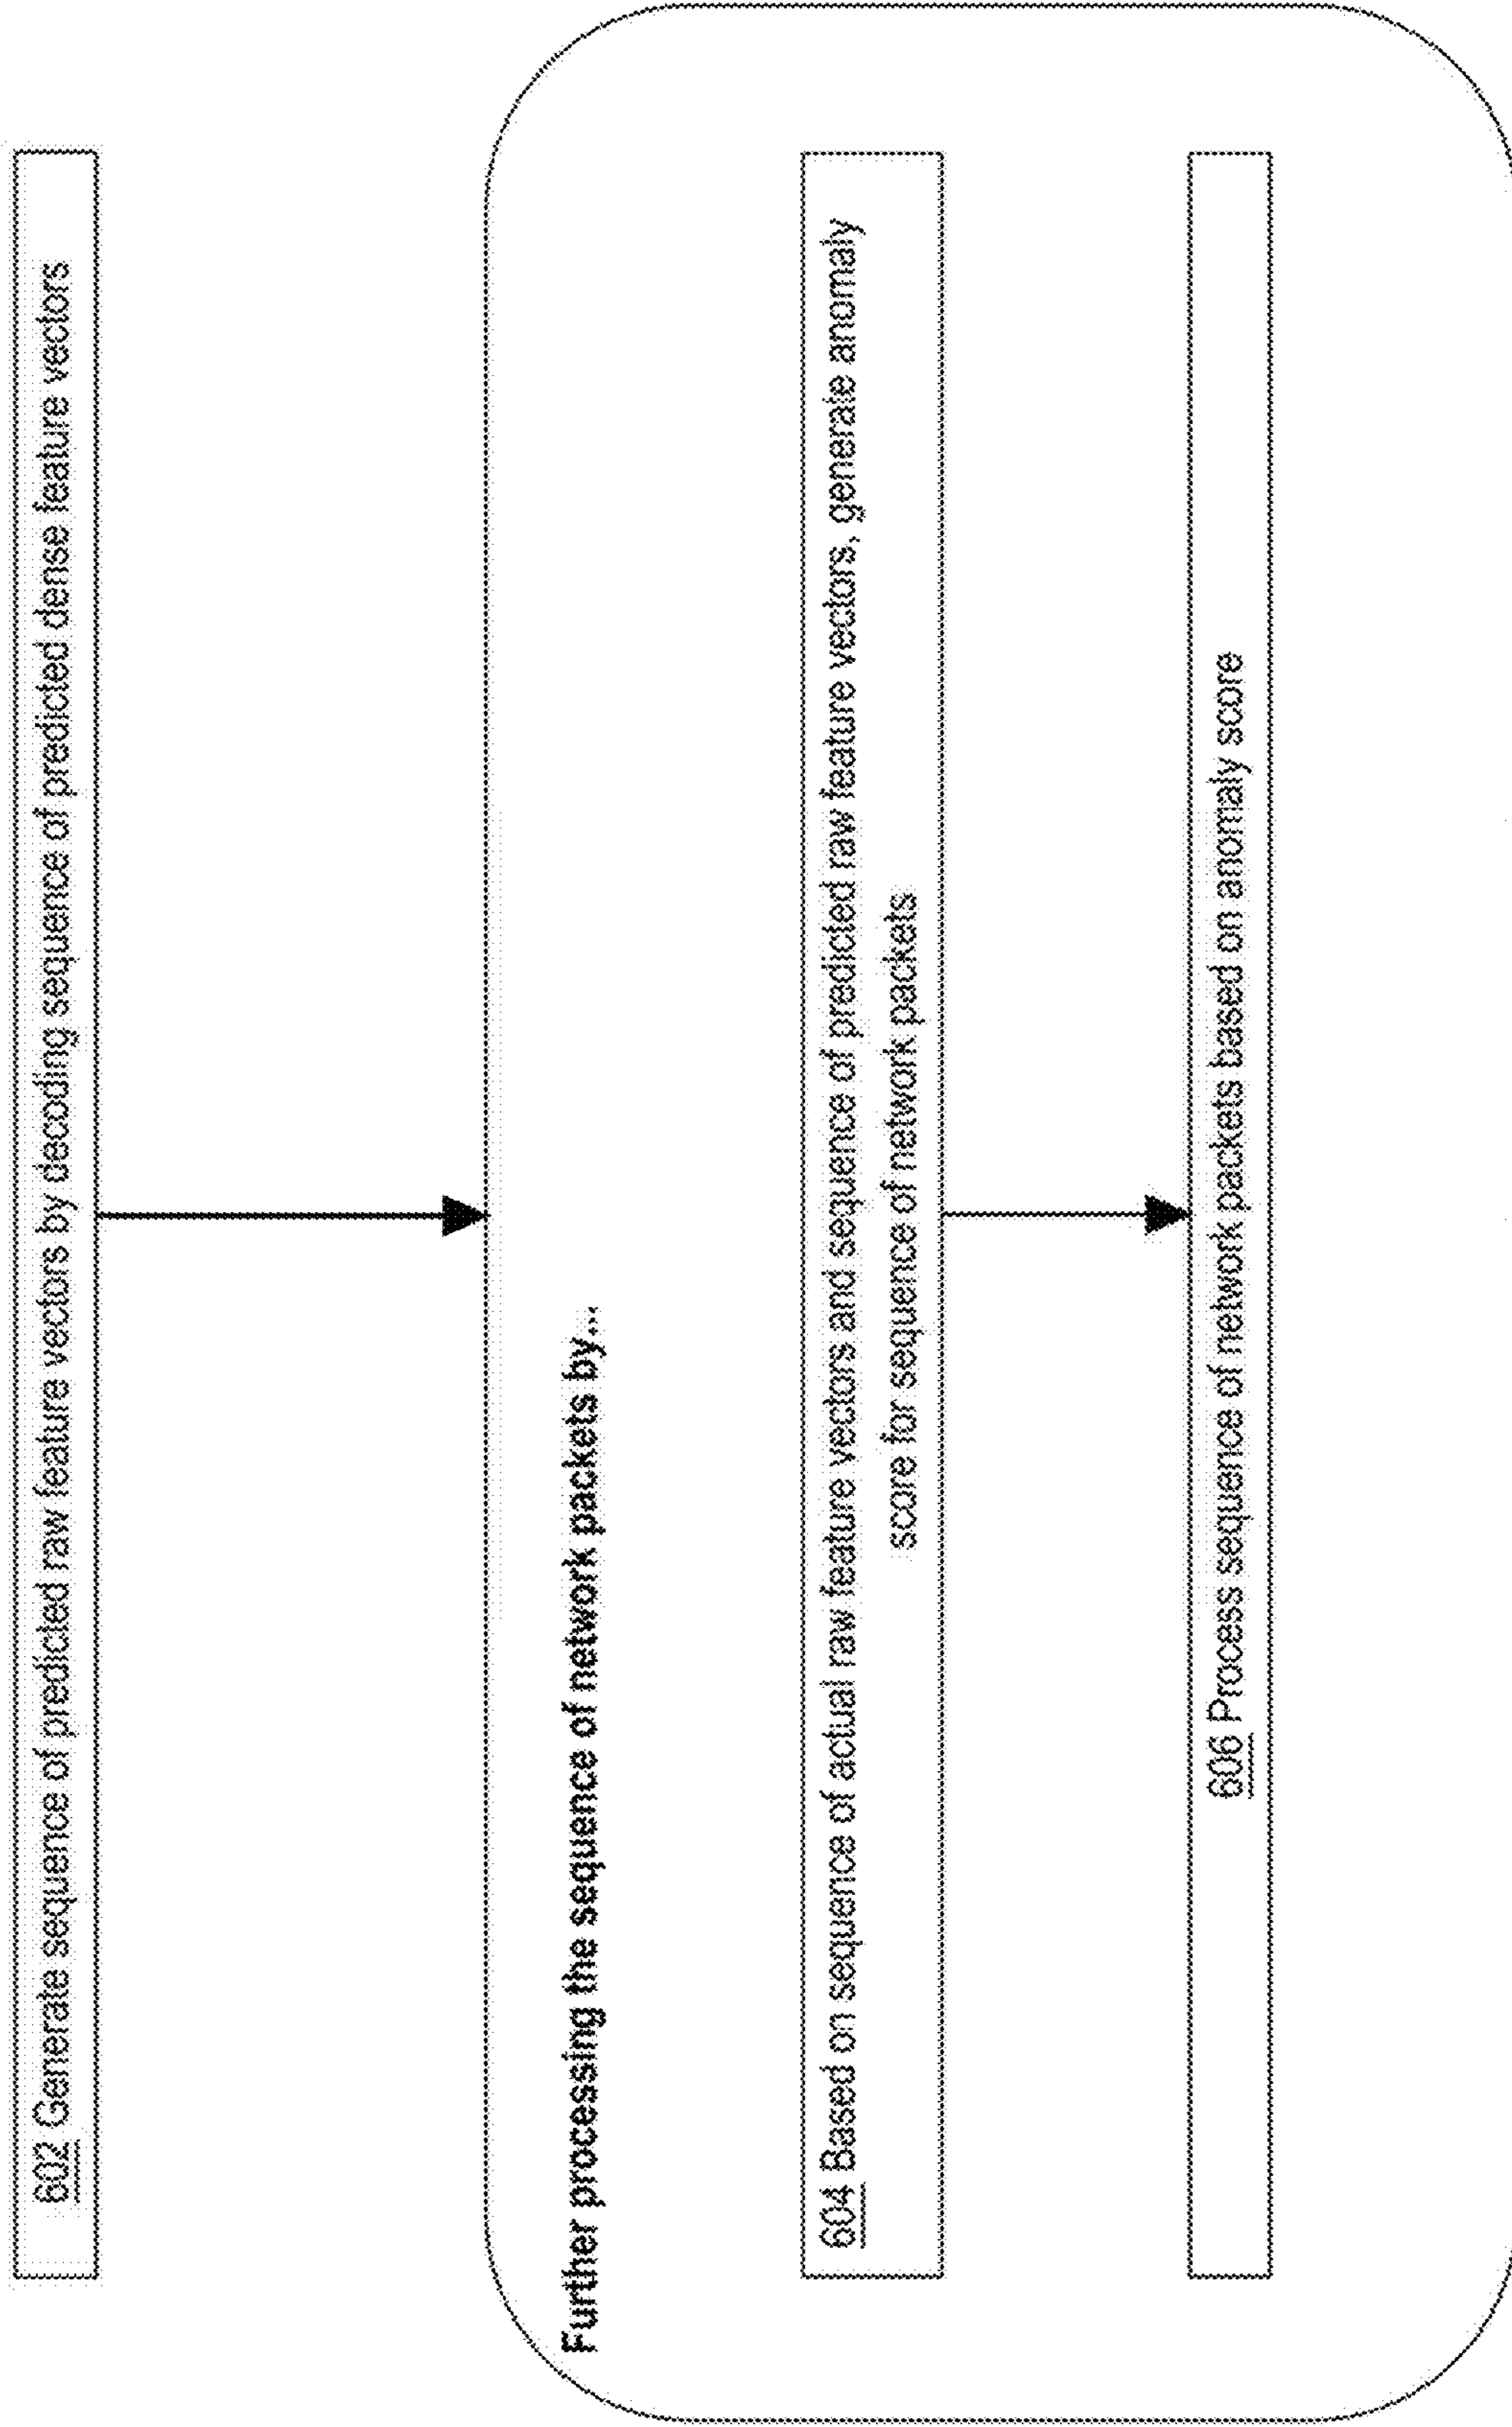 602 Generate sequence of predicted raw feature vectors by decoding sequence of predicted dense feature vectors
Further processing the sequence of network packets by...
604 Based on sequence of actual raw feature vectors and sequence of predicted raw feature vectors, generate anomaly
score for sequence of network packets
606 Process sequence of network packets based on anomaly score